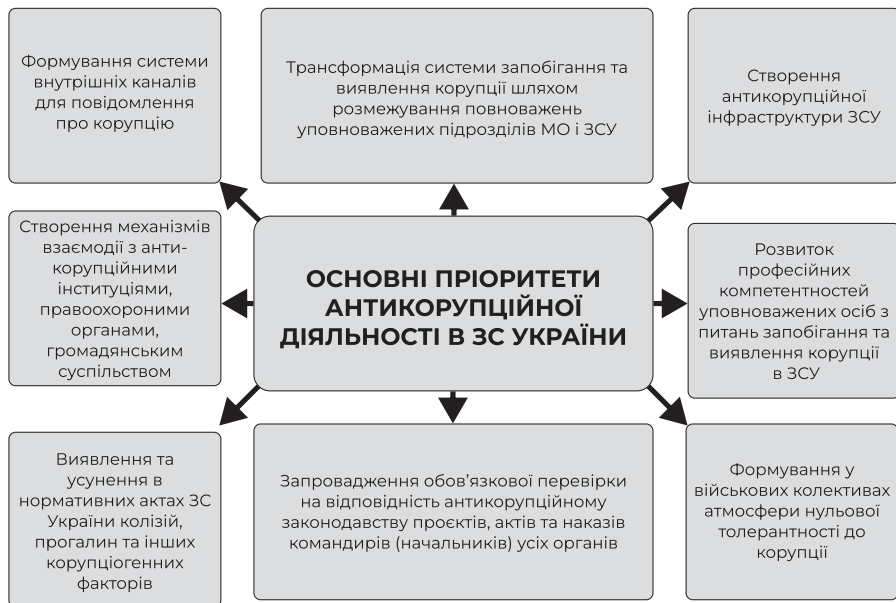 Формування системи
внутрішніх каналів
для повідомлення
про корупцію
Трансформація системи запобігання та
виявлення корупції шляхом
розмежування повноважень
уповноважених підрозділів МО і ЗСУ
Створення
антикорупційної
інфраструктури ЗСУ
Створення механізмів
взаємодії з анти-
корупційними
інституціями,
правоохороними
органами,
громадянським
суспільством
ОСНОВНІ ПРІОРИТЕТИ
АНТИКОРУПЦІЙНОЇ
ДІЯЛЬНОСТІ В ЗС УКРАЇНИ
Розвиток
професійних
компетентностей
уповноважених осіб з
питань запобігання та
виявлення корупції
в ЗСУ
Виявлення та
усунення в
нормативних актах ЗС
України колізій,
прогалин та інших
корупціогенних
факторів
Запровадження обов’язкової перевірки
на відповідність антикорупційному
законодавству проєктів, актів та наказів
командирів (начальників) усіх органів
Формування у
військових колективах
атмосфери нульової
толерантності до
корупції